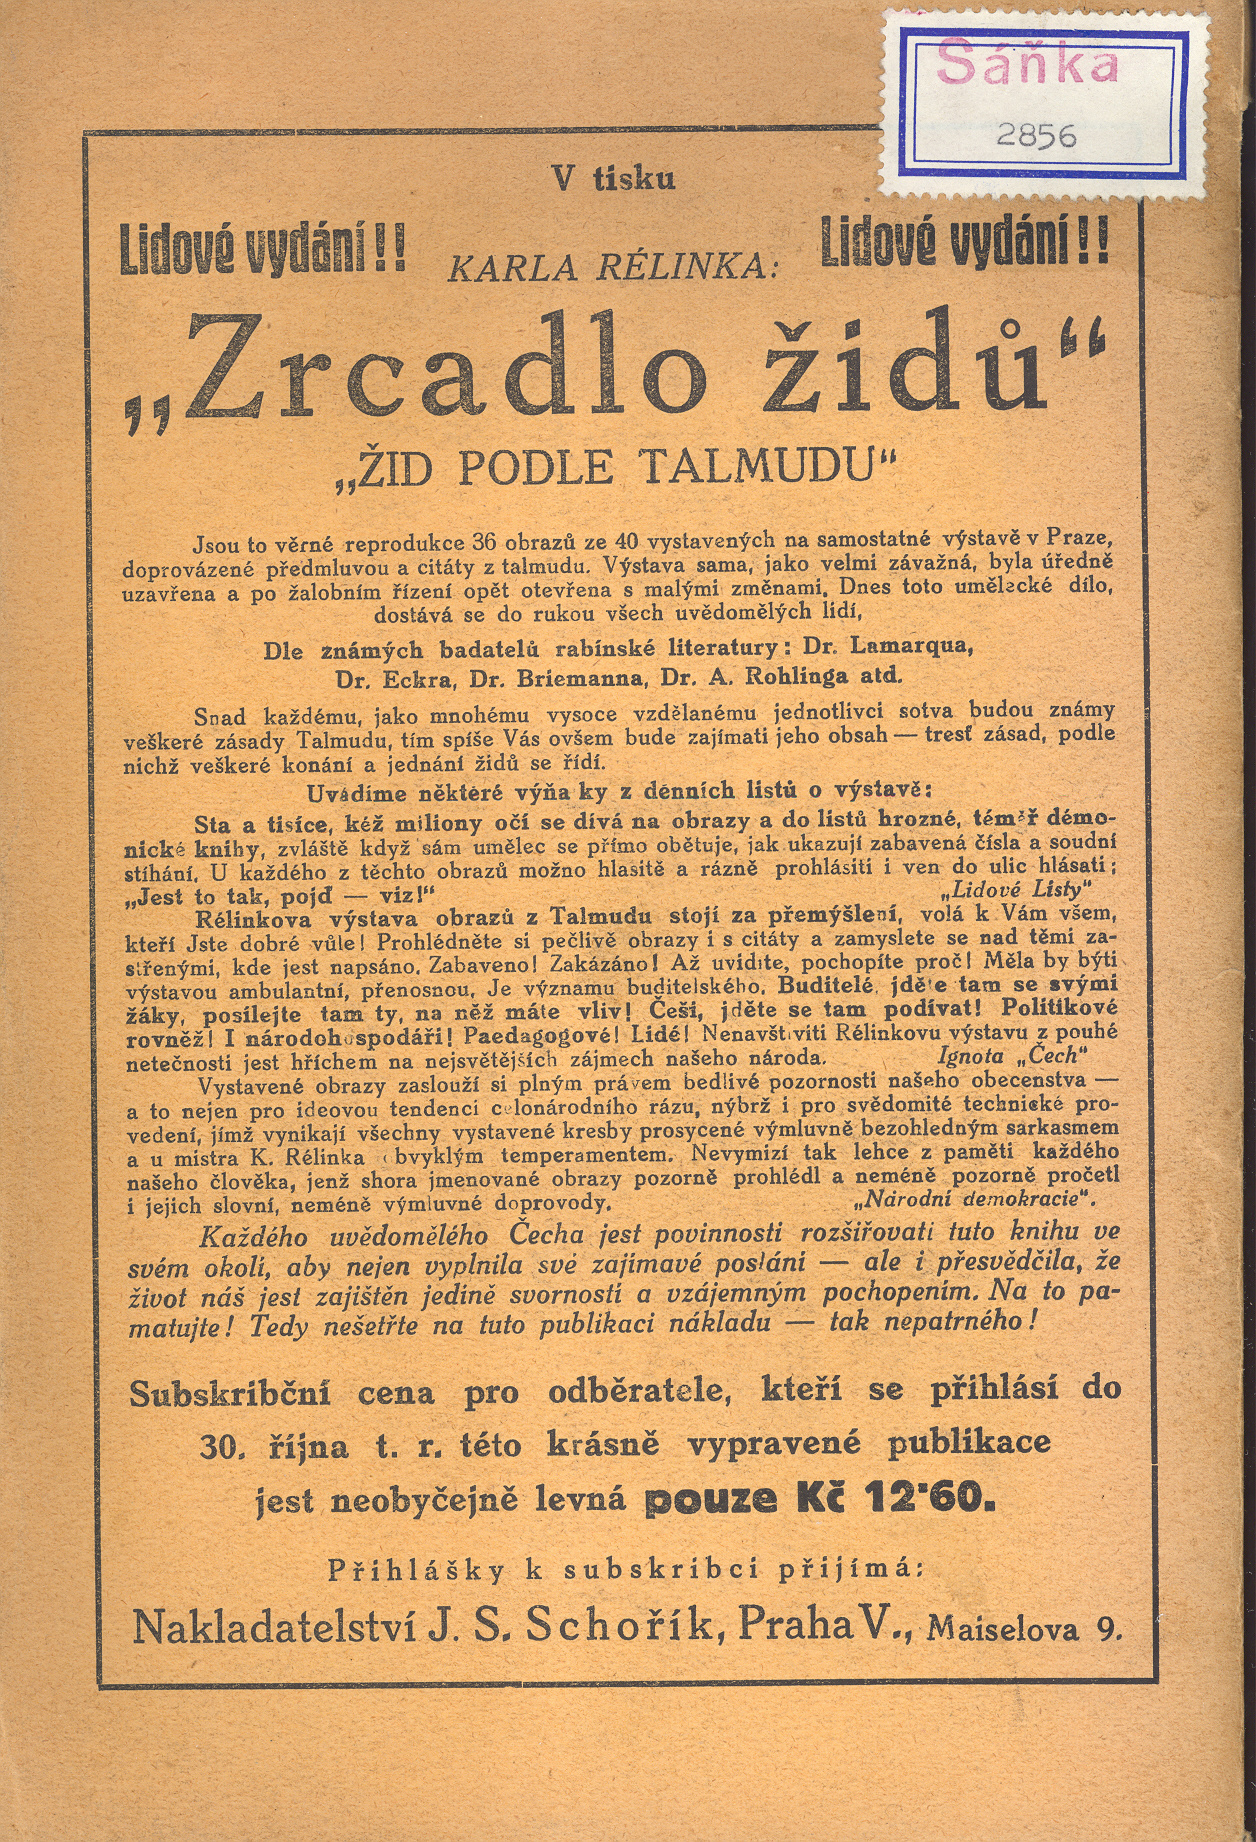 Sáňka
2856
V tisku
Lidové vydání!! Lidové vydání!!
KARLA RÉLINKA:
„Zrcadlo židů“
„ŽID PODLE TALMUDU“
Jsou to věrné reprodukce 36 obrazů ze 40 vystavených na samostatné výstavě v Praze,
doprovázené předmluvou a citáty z talmudu. Výstava sama, jako velmi závažná, byla úředně
uzavřena a po žalobním řízení opět otevřena s malými změnami. Dnes toto umělecké dílo,
dostává se do rukou všech uvědomělých lidí,
Dle známých badatelů rabínské literatury: Dr. Lamarqua,
Dr. Eckra, Dr. Briemanna, Dr. A. Rohlinga atd.
Snad každému, jako mnohému vysoce vzdělanému jednotlivci sotva budou známy
veškeré zásady Talmudu, tím spíše Vás ovšem bude zajímati jeho obsah — tresť zásad, podle
nichž veškeré konání a jednání židů se řídí.
Uvádíme některé výňa ky z denních listů o výstavě:
Sta a tisíce, kéž miliony očí se dívá na obrazy a do listů hrozné, téměř démo-
nické knihy, zvláště když sám umělec se přímo obětuje, jak ukazují zabavená čísla a soudní
stíhání. U každého z těchto obrazů možno hlasitě a rázně prohlásiti i ven do ulic hlásati;
„Jest to tak, pojď — viz!“ „Lidové Listy“
Rélinkova výstava obrazů z Talmudu stojí za přemýšlení, volá k Vám všem,
kteří Jste dobré vůle! Prohlédněte si pečlivě obrazy i s citáty a zamyslete se nad těmi za-
střenými, kde jest napsáno. Zabaveno! Zakázáno! Až uvidíte, pochopíte proč! Měla by býti
výstavou ambulantní, přenosnou. Je významu buditelského. Buditelé, jděte tam se svými
žáky, posílejte tam ty, na něž máte vliv! Češi, jděte se tam podívat! Politikové
rovněž! I národohospodáři! Paedagogové! Lidé! Nenavštíviti Rélinkovu výstavu z pouhé
netečnosti jest hříchem na nejsvětějších zájmech našeho národa. Ignota „Čech“
Vystavené obrazy zaslouží si plným právem bedlivé pozornosti našeho obecenstva —
a to nejen pro ideovou tendenci celonárodního rázu, nýbrž i pro svědomité technické pro-
vedení, jímž vynikají všechny vystavené kresby prosycené výmluvně bezohledným sarkasmem
a u mistra K. Rélinka obvyklým temperamentem. Nevymizí tak lehce z paměti každého
našeho člověka, jenž shora jmenované obrazy pozorně prohlédl a neméně pozorně pročetl
i jejich slovní, neméně výmluvné doprovody. „Národní demokracie“.
Každého uvědomělého Čecha jest povinností rozšiřovati tuto knihu ve
svém okolí, aby nejen vyplnila své zajímavé poslání — ale i přesvědčila, že
život náš jest zajištěn jedině svorností a vzájemným pochopením. Na to pa-
matujte! Tedy nešetřte na tuto publikaci nákladu — tak nepatrného!
Subskribční cena pro odběratele, kteří se přihlásí do
30. října t. r. této krásně vypravené publikace
jest neobyčejně levná pouze Kč 12·60.
Přihlášky k subskribci přijímá:
Nakladatelství J. S. Schořík, Praha V., Maiselova 9.